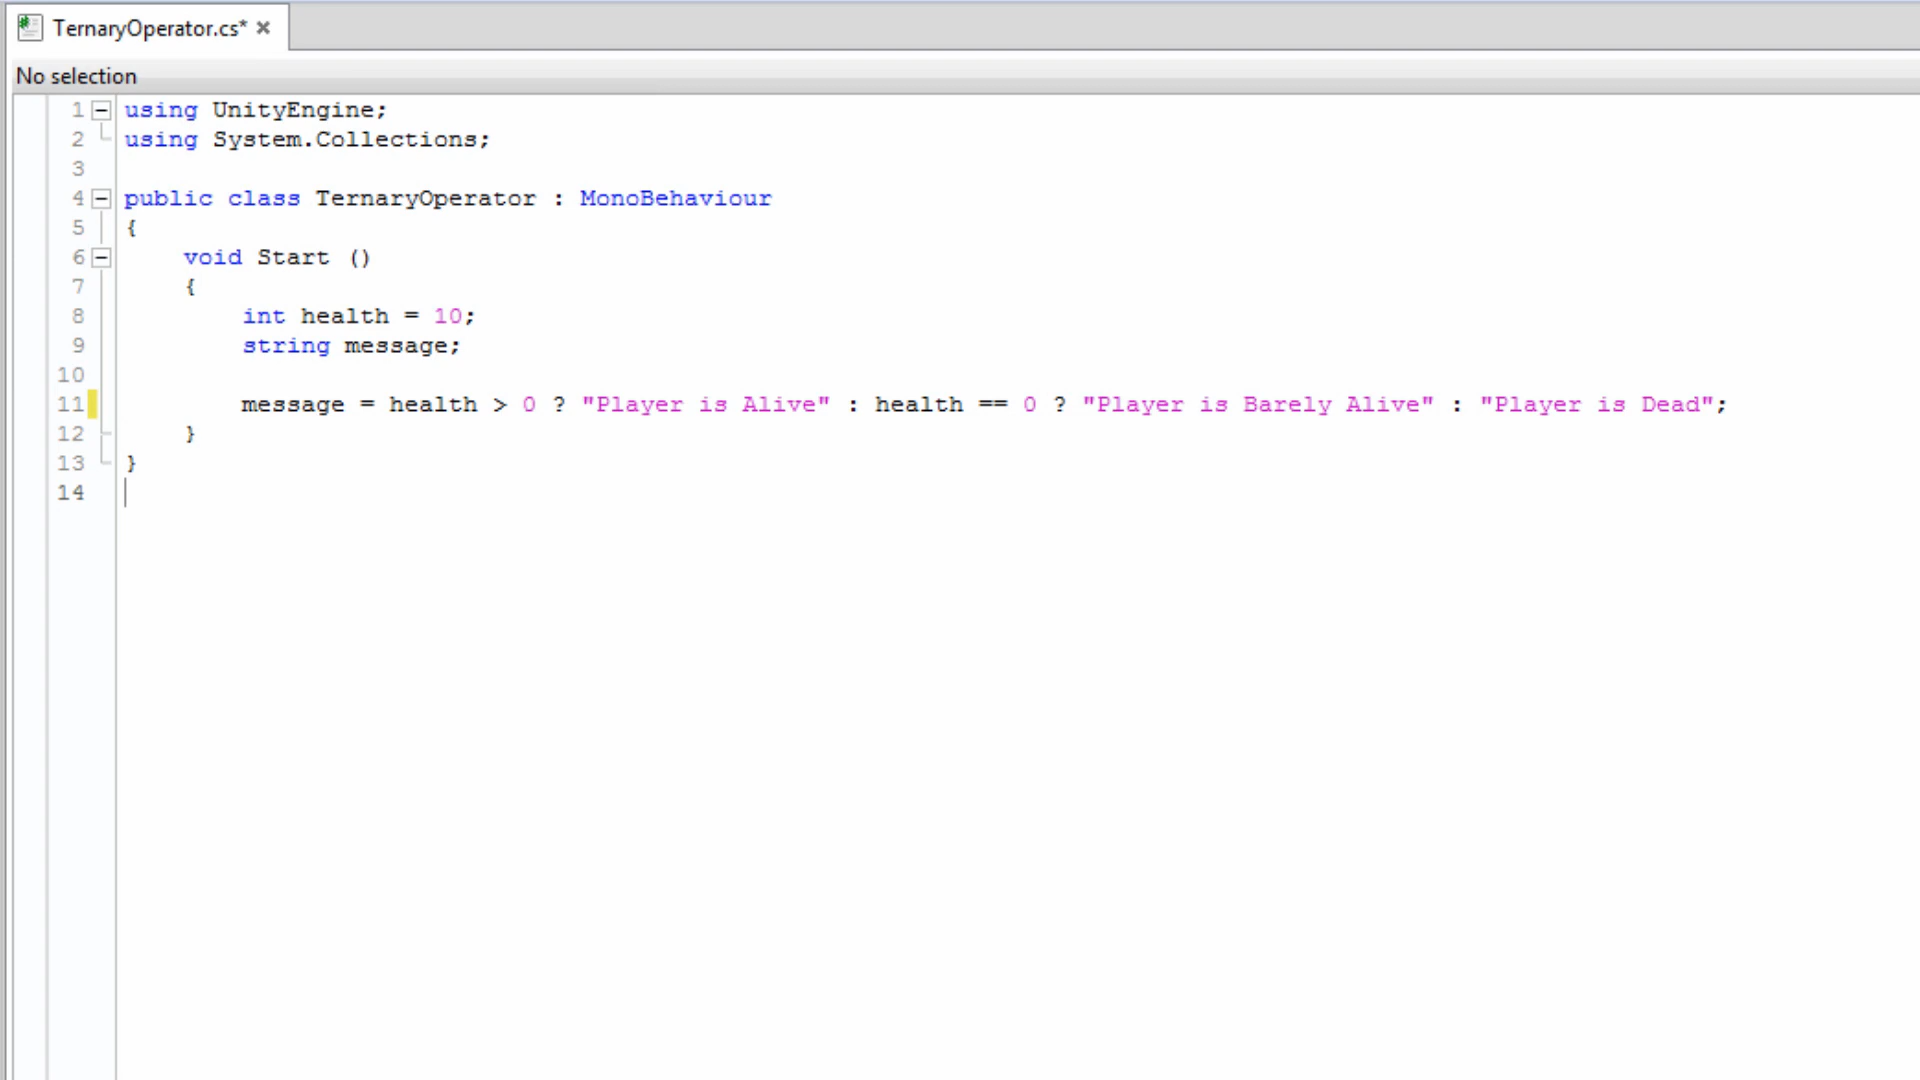 TernaryOperator.cs*
No selection
1 using UnityEngine;
2 using System.Collections;
3
4 public class TernaryOperator : MonoBehaviour
5 {
6     void Start ()
7     {
8         int health = 10;
9         string message;
10
11         message = health > 0 ? "Player is Alive" : health == 0 ? "Player is Barely Alive" : "Player is Dead";
12     }
13 }
14